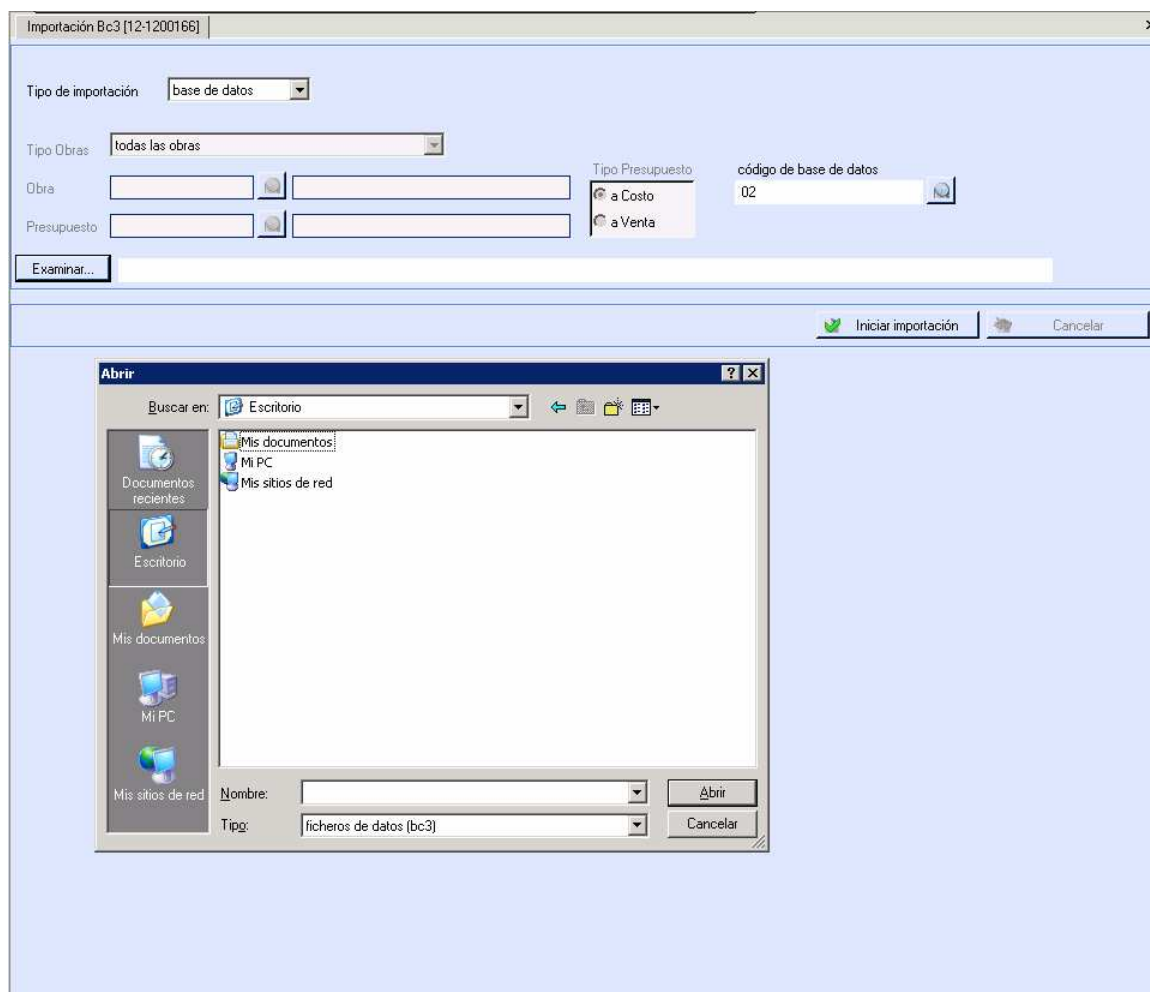 Importación Bc3 [12-1200166]
Tipo de importación base de datos
Tipo Obras todas las obras
Tipo Presupuesto código de base de datos
Obra a Costo 02
Presupuesto a Venta
Examinar...
Iniciar importación Cancelar
Abrir
Buscar en: Escritorio
Documentos recientes
Escritorio
Mis documentos
Mi PC
Mis sitios de red
Mis documentos
Mi PC
Mis sitios de red
Nombre: Abrir
Tipo: ficheros de datos (bc3) Cancelar